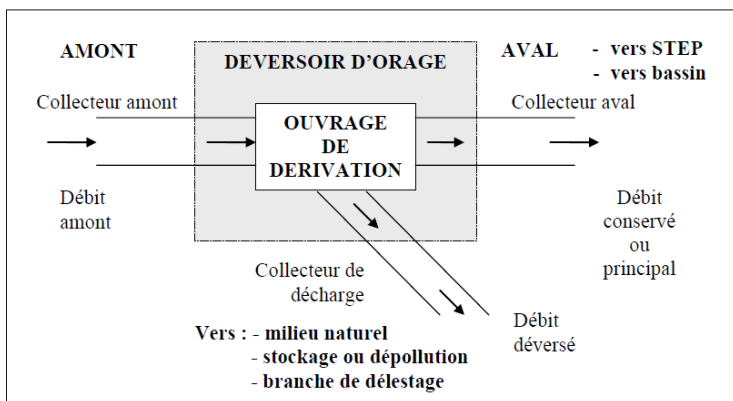 AMONT
DEVERSOIR D'ORAGE
AVAL - vers STEP
- vers bassin
Collecteur amont
Collecteur aval
OUVRAGE
DE
DERIVATION
Débit
amont
Débit
conservé
ou
principal
Collecteur de
décharge
Débit
déversé
Vers : - milieu naturel
- stockage ou dépollution
- branche de délestage